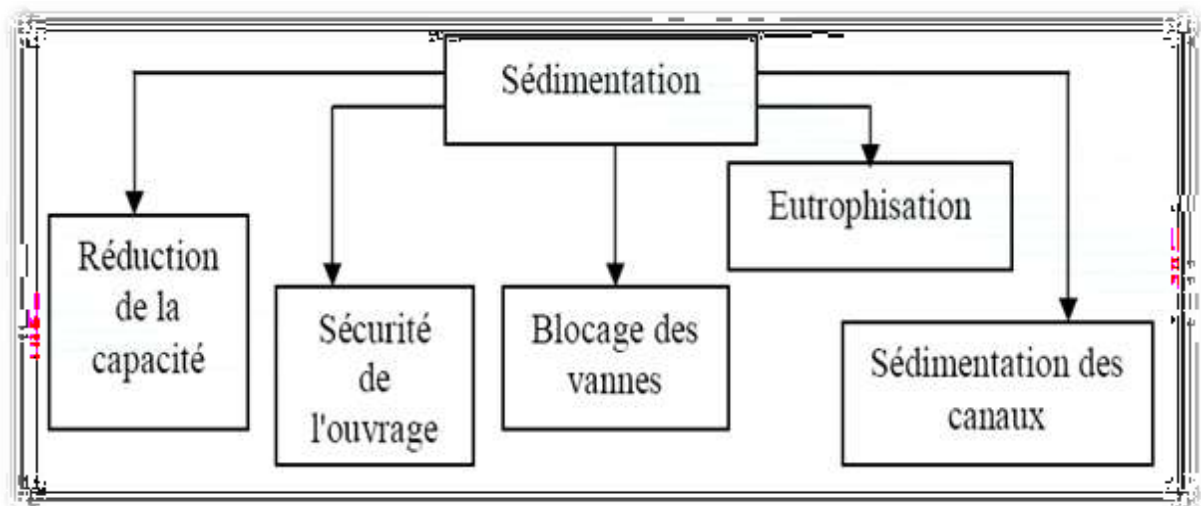 Sédimentation
Réduction
de la
capacité
Sécurité
de
l'ouvrage
Blocage des
vannes
Eutrophisation
Sédimentation des
canaux